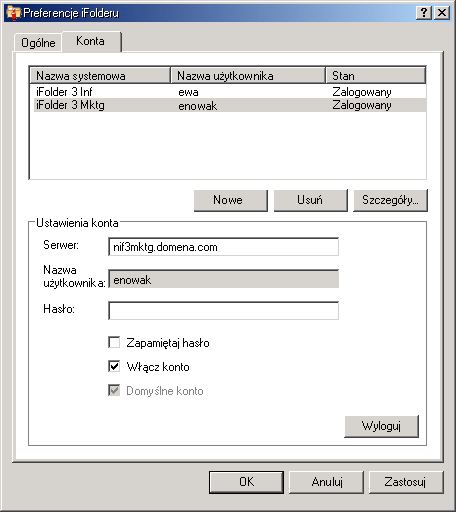 Preferencje iFolderu
Ogólne Konta
Nazwa systemowa Nazwa użytkownika Stan
iFolder 3 Inf ewa Zalogowany
iFolder 3 Mktg enowak Zalogowany
Nowe Usuń Szczegóły...
Ustawienia konta
Serwer: nif3mktg.domena.com
Nazwa
użytkownika: enowak
Hasło:
Zapamiętaj hasło
Włącz konto
Domyślne konto
Wyloguj
OK Anuluj Zastosuj